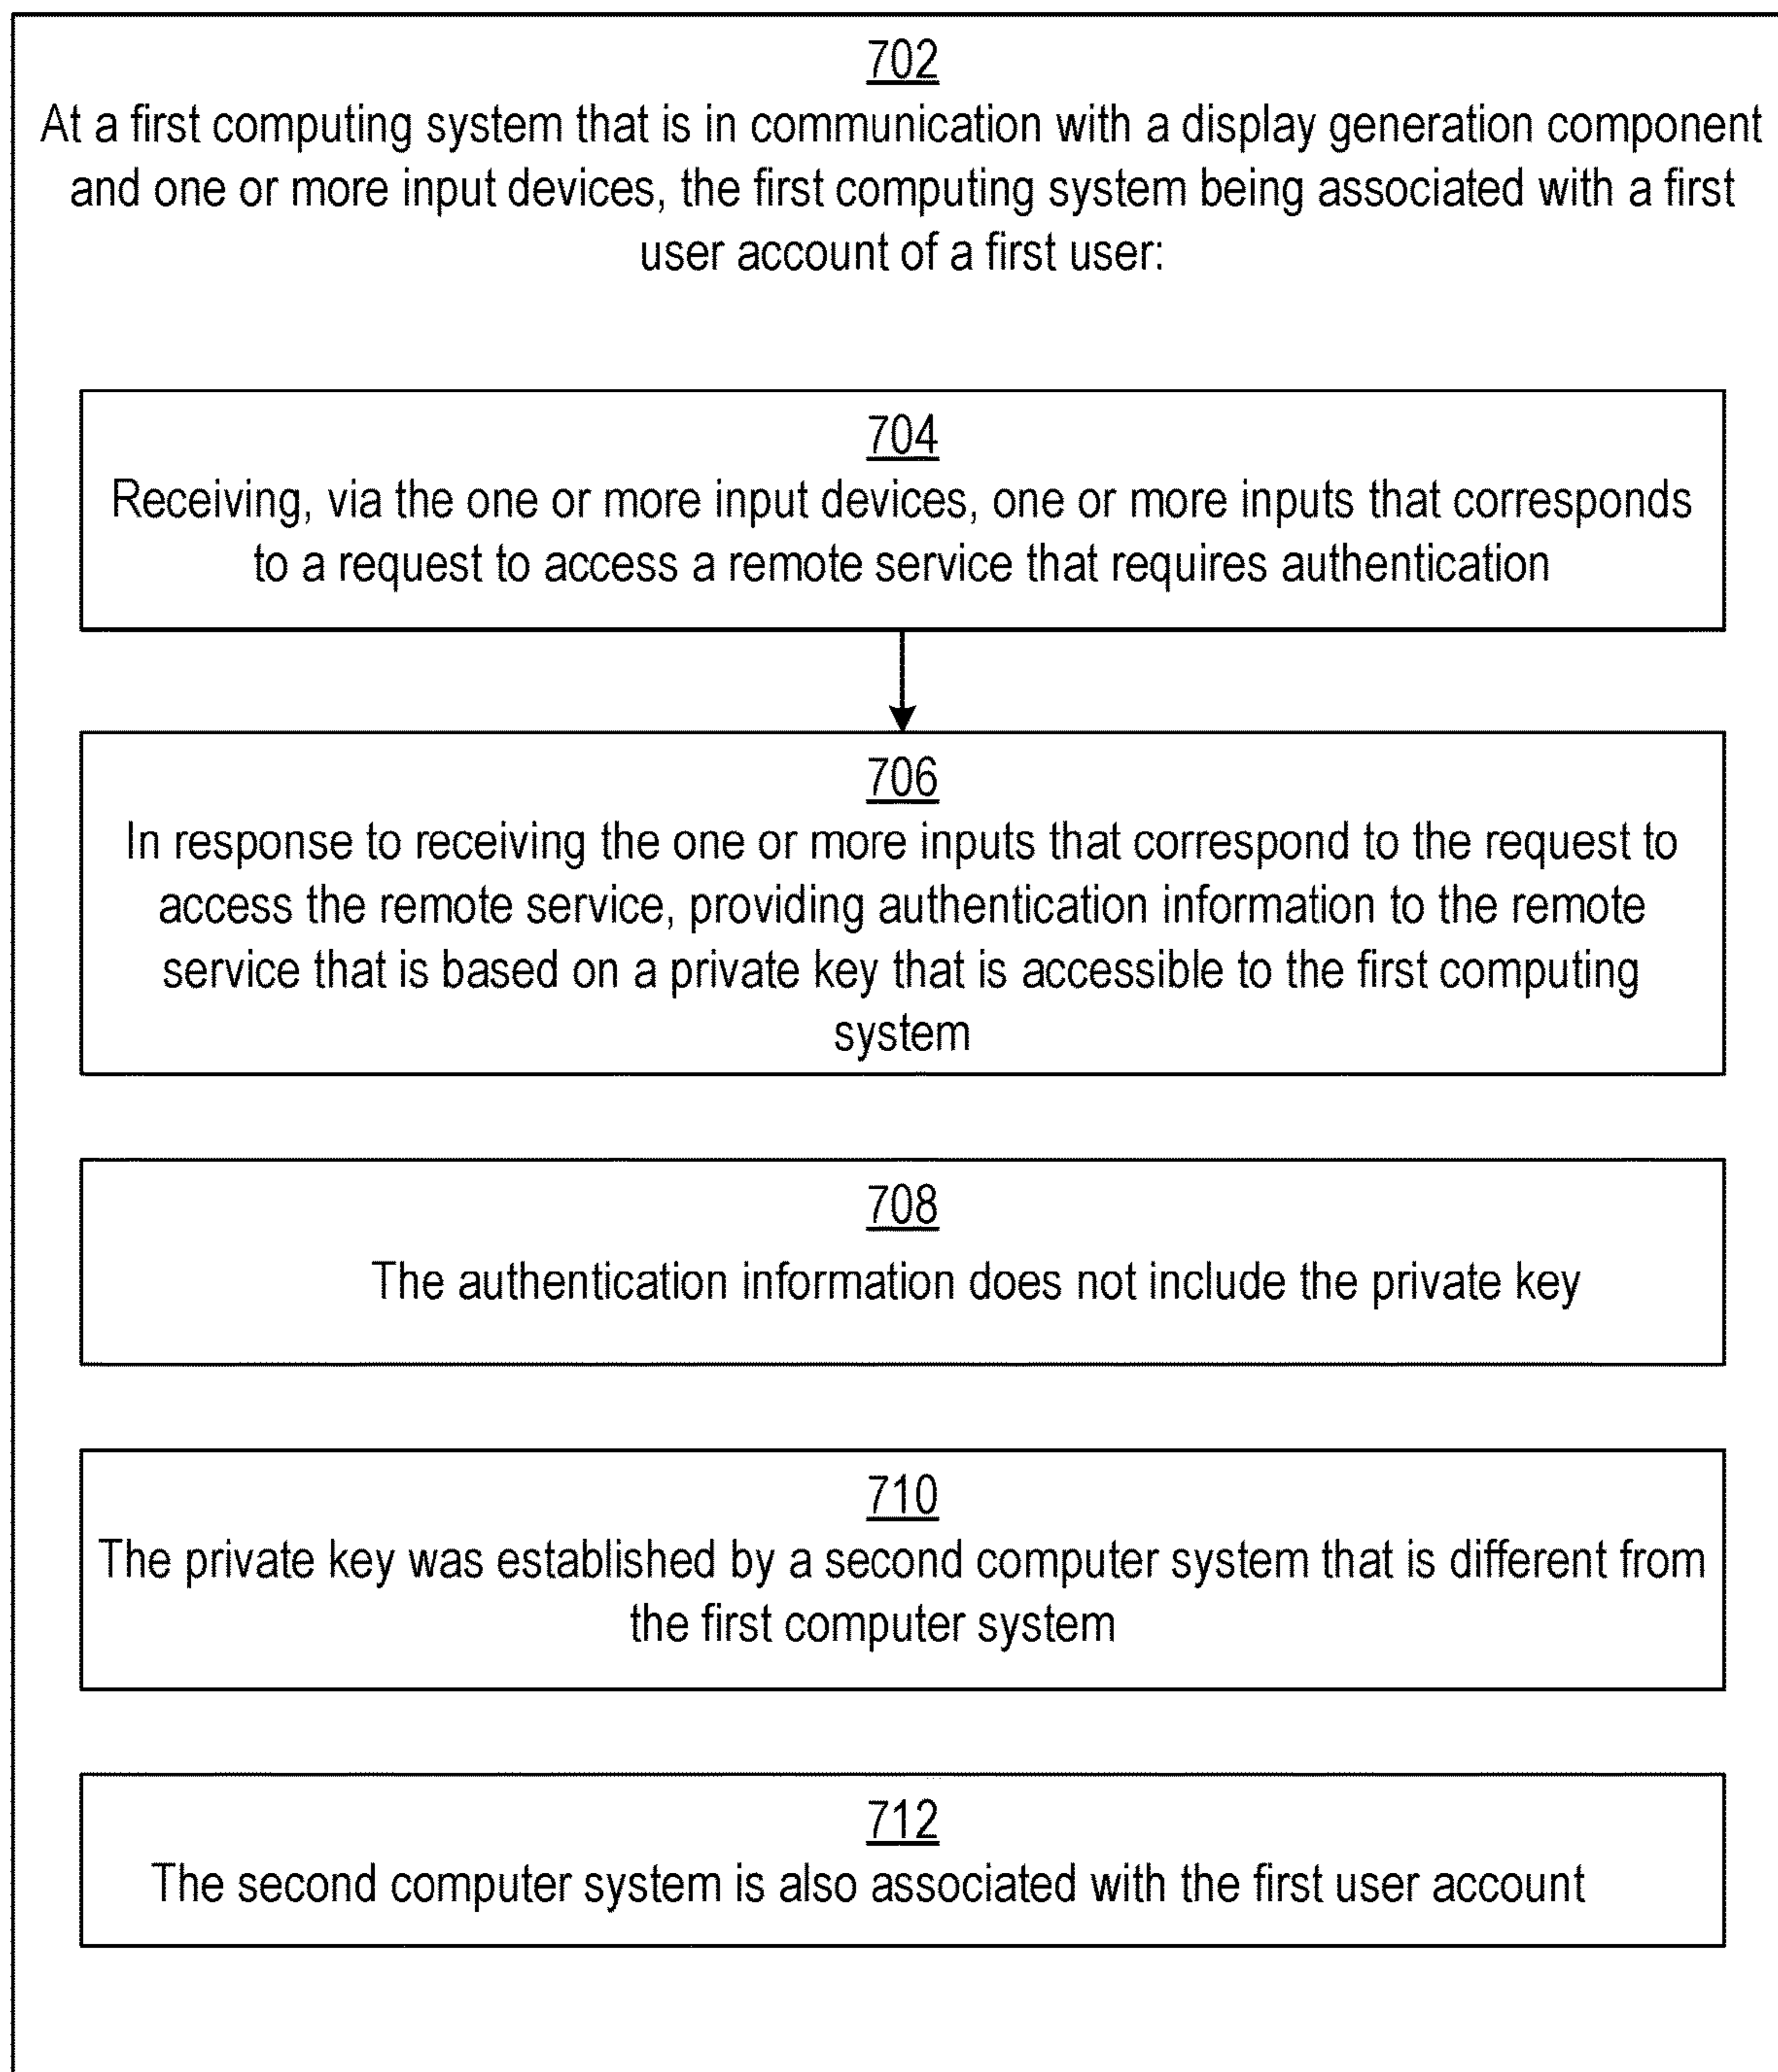 702
At a first computing system that is in communication with a display generation component
and one or more input devices, the first computing system being associated with a first
user account of a first user:
704
Receiving, via the one or more input devices, one or more inputs that corresponds
to a request to access a remote service that requires authentication
706
In response to receiving the one or more inputs that correspond to the request to
access the remote service, providing authentication information to the remote
service that is based on a private key that is accessible to the first computing
system
708
The authentication information does not include the private key
710
The private key was established by a second computer system that is different from
the first computer system
712
The second computer system is also associated with the first user account